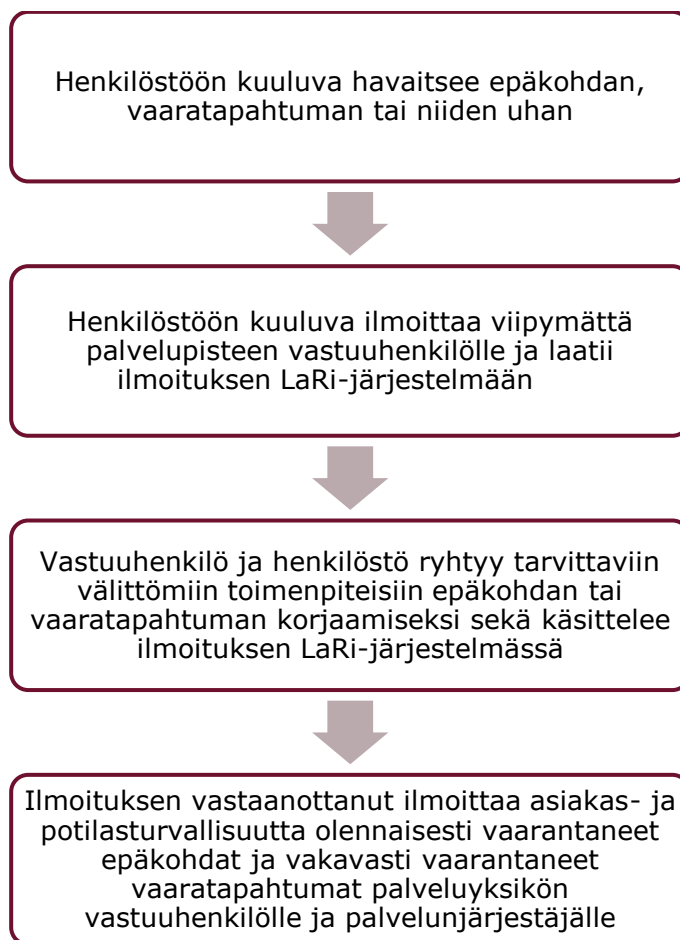 Henkilöstöön kuuluva havaitsee epäkohdan,
vaaratapahtuman tai niiden uhan
Henkilöstöön kuuluva ilmoittaa viipymättä
palvelupisteen vastuuhenkilölle ja laatii
ilmoituksen LaRi-järjestelmään
Vastuuhenkilö ja henkilöstö ryhtyy tarvittaviin
välittömiin toimenpiteisiin epäkohdan tai
vaaratapahtuman korjaamiseksi sekä käsittelee
ilmoituksen LaRi-järjestelmässä
Ilmoituksen vastaanottanut ilmoittaa asiakas- ja
potilasturvallisuutta olennaisesti vaarantaneet
epäkohdat ja vakavasti vaarantaneet
vaaratapahtumat palveluyksikön
vastuuhenkilölle ja palvelunjärjestäjälle